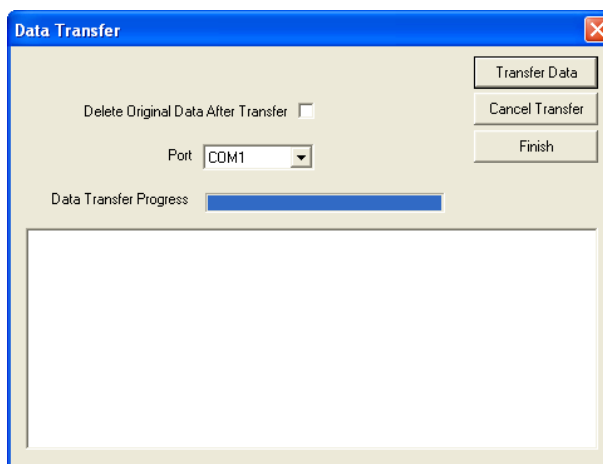 Data Transfer
Transfer Data
Delete Original Data After Transfer
Cancel Transfer
Port
COM1
Finish
Data Transfer Progress